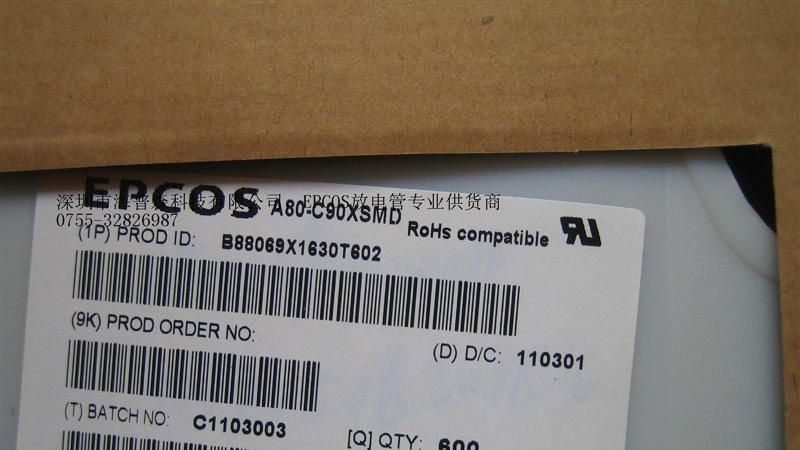 EPCOS A80-C90XSMD RoHs compatible
深圳市海普众科技有限公司 EPCOS放电管专业供货商
0755-32826987
(1P) PROD ID: B88069X1630T602
(9K) PROD ORDER NO:
(D) D/C: 110301
(T) BATCH NO: C1103003
[Q] QTY: 600